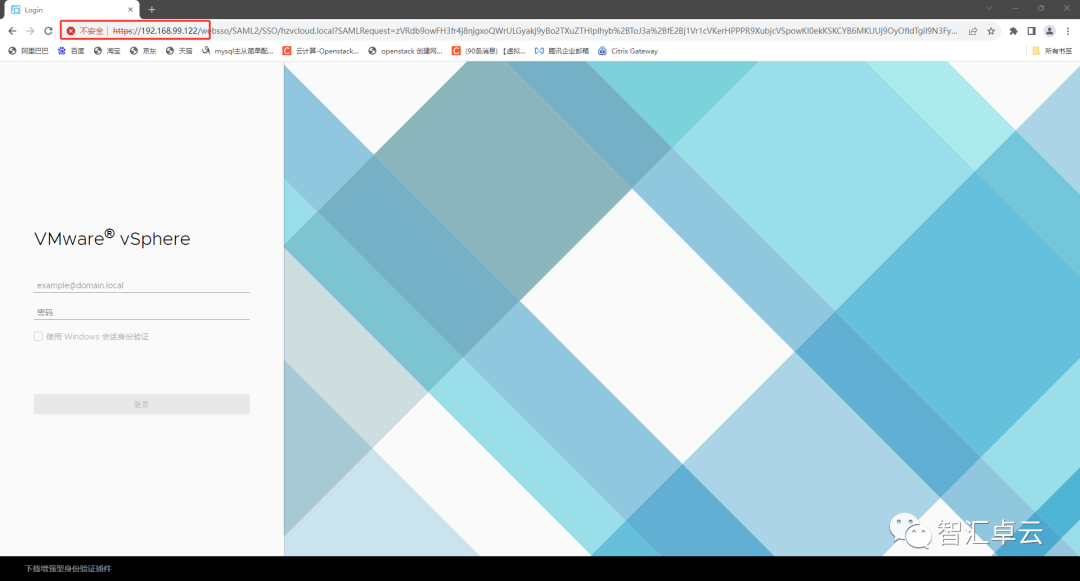 Login
不安全 https://192.168.99.122/websso/SAML2/SSO/hzvcloud.local?SAMLRequest=
阿里巴巴 百度 淘宝 京东 天猫 mysql主从简单配... 云计算-Openstack... openstack 创建网... (90条消息) 【虚拟... 腾讯企业邮箱 Citrix Gateway 所有书签
VMware® vSphere
example@domain.local
密码
使用 Windows 会话身份验证
登录
智汇卓云
下载增强型身份验证插件